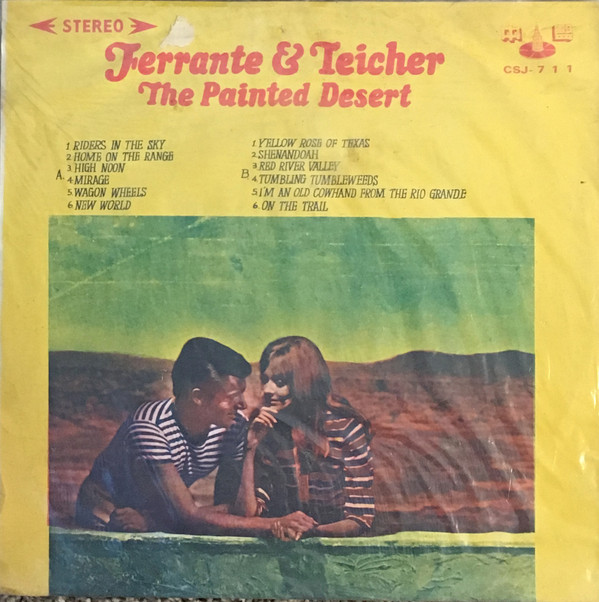 STEREO
Ferrante & Teicher
The Painted Desert
CSJ-711
A.
1 RIDERS IN THE SKY
2 HOME ON THE RANGE
3 HIGH NOON
4 MIRAGE
5 WAGON WHEELS
6 NEW WORLD
B.
1 YELLOW ROSE OF TEXAS
2 SHENANDOAH
3 RED RIVER VALLEY
4 TUMBLING TUMBLEWEEDS
5 I'M AN OLD COWHAND FROM THE RIO GRANDE
6. ON THE TRAIL